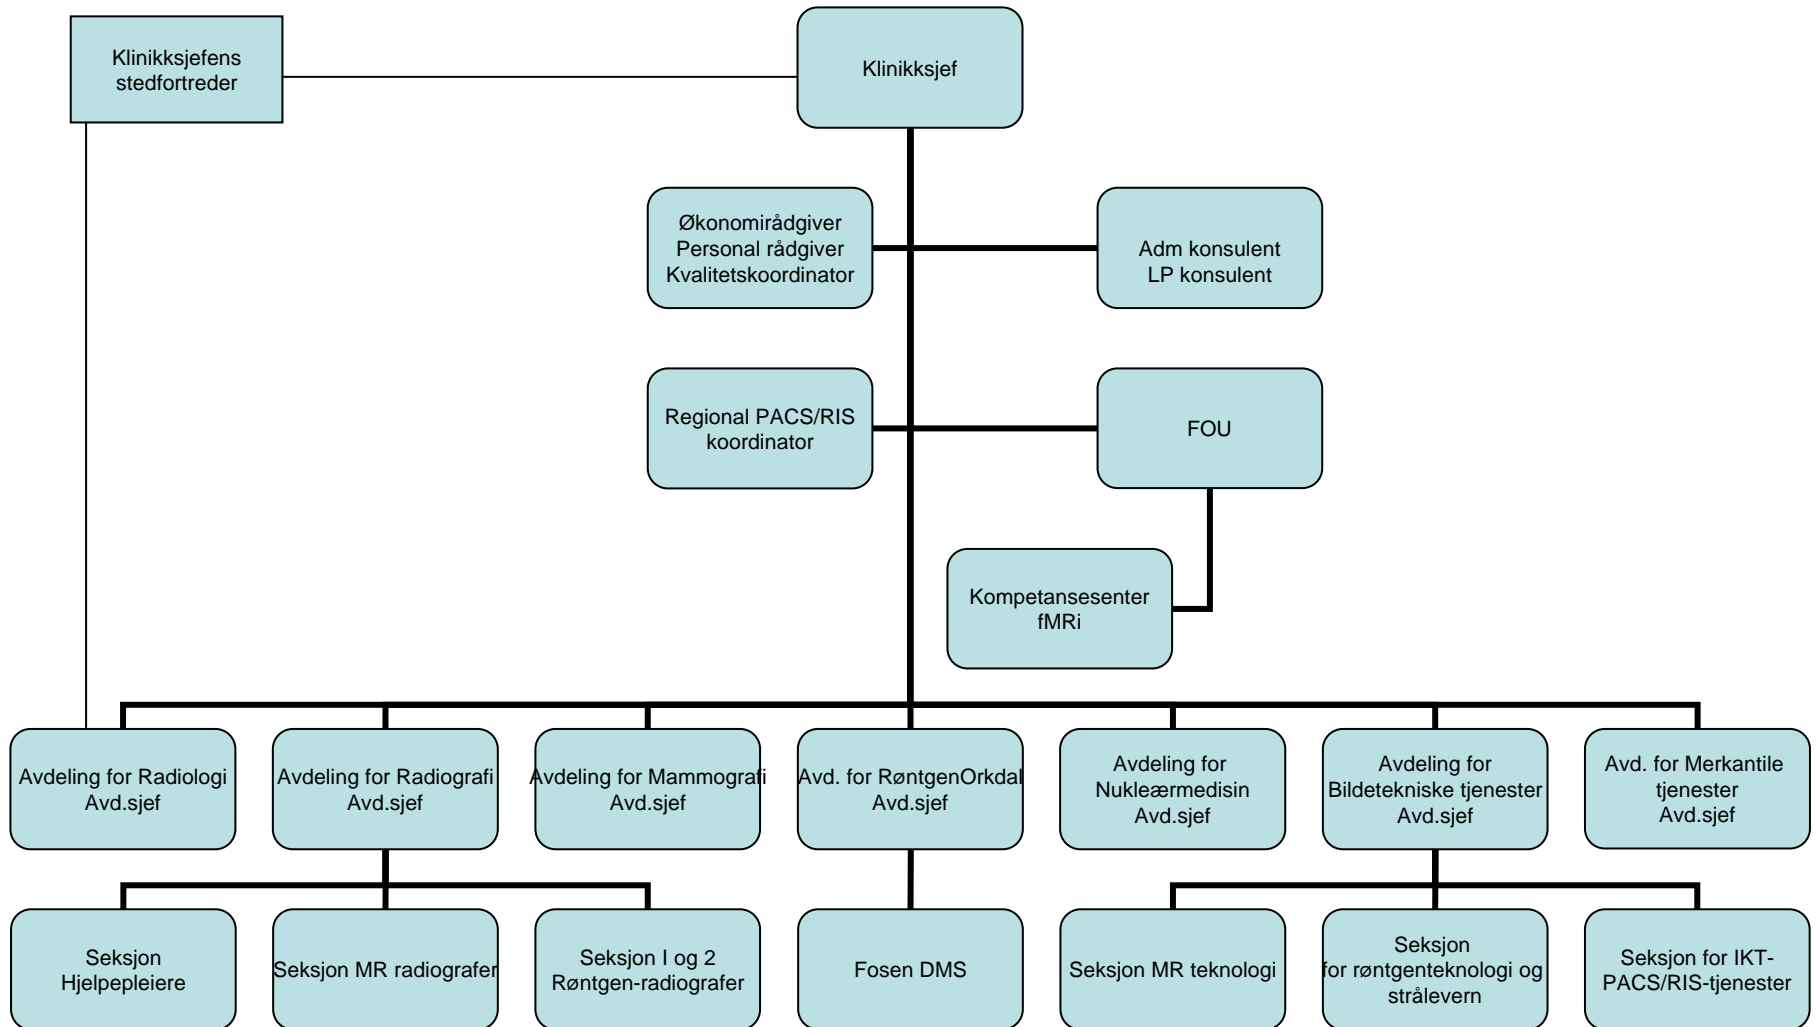 Klinikksjefens
stedfortreder
Klinikksjef
Økonomirådgiver
Personal rådgiver
Kvalitetskoordinator
Adm konsulent
LP konsulent
Regional PACS/RIS
koordinator
FOU
Kompetansesenter
fMRi
Avdeling for Radiologi
Avd.sjef
Avdeling for Radiografi
Avd.sjef
Avdeling for Mammografi
Avd.sjef
Avd. for RøntgenOrkdal
Avd.sjef
Avdeling for
Nukleærmedisin
Avd.sjef
Avdeling for
Bildetekniske tjenester
Avd.sjef
Avd. for Merkantile
tjenester
Avd.sjef
Seksjon
Hjelpepleiere
Seksjon MR radiografer
Seksjon I og 2
Røntgen-radiografer
Fosen DMS
Seksjon MR teknologi
Seksjon
for røntgenteknologi og
strålevern
Seksjon for IKT-
PACS/RIS-tjenester